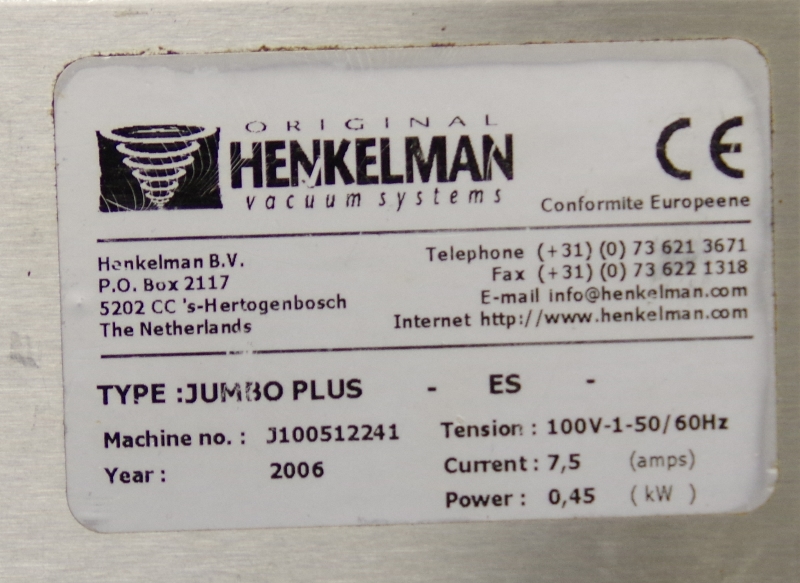 ORIGINAL
HENKELMAN
vacuum systems
CE
Conformite Europeene
Henkelman B.V.
P.O. Box 2117
5202 CC 's-Hertogenbosch
The Netherlands
Telephone (+31) (0) 73 621 3671
Fax (+31) (0) 73 622 1318
E-mail info@henkelman.com
Internet http://www.henkelman.com
TYPE :JUMBO PLUS - ES -
Machine no. : J100512241
Year : 2006
Tension : 100V-1-50/60Hz
Current : 7,5 (amps)
Power : 0,45 ( kW )